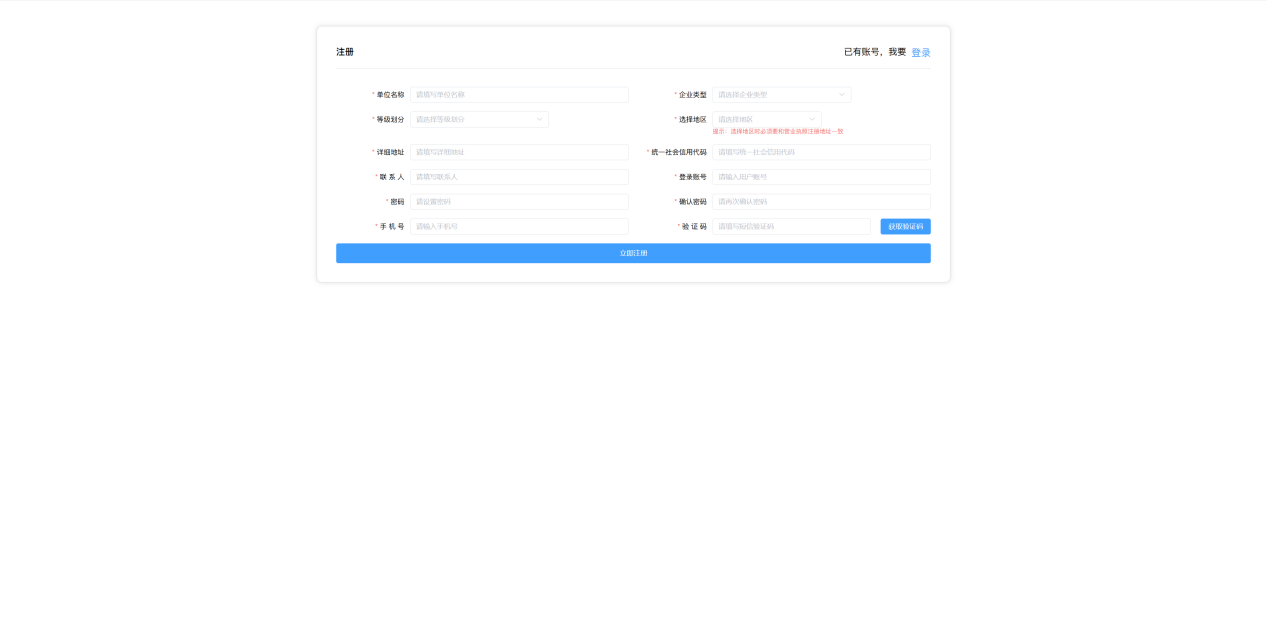 注册
已有账号，我要 登录
* 单位名称 请填写单位名称 * 企业类型 请选择企业类型
* 等级划分 请选择等级划分 * 选择地区 请选择地区
提示：选择地区时必须要和营业执照注册地址一致
* 详细地址 请填写详细地址 * 统一社会信用代码 请填写统一社会信用代码
* 联 系 人 请填写联系人 * 登录账号 请输入用户账号
* 密码 请设置密码 * 确认密码 请再次确认密码
* 手 机 号 请输入手机号 * 验 证 码 请填写短信验证码 获取验证码
立即注册